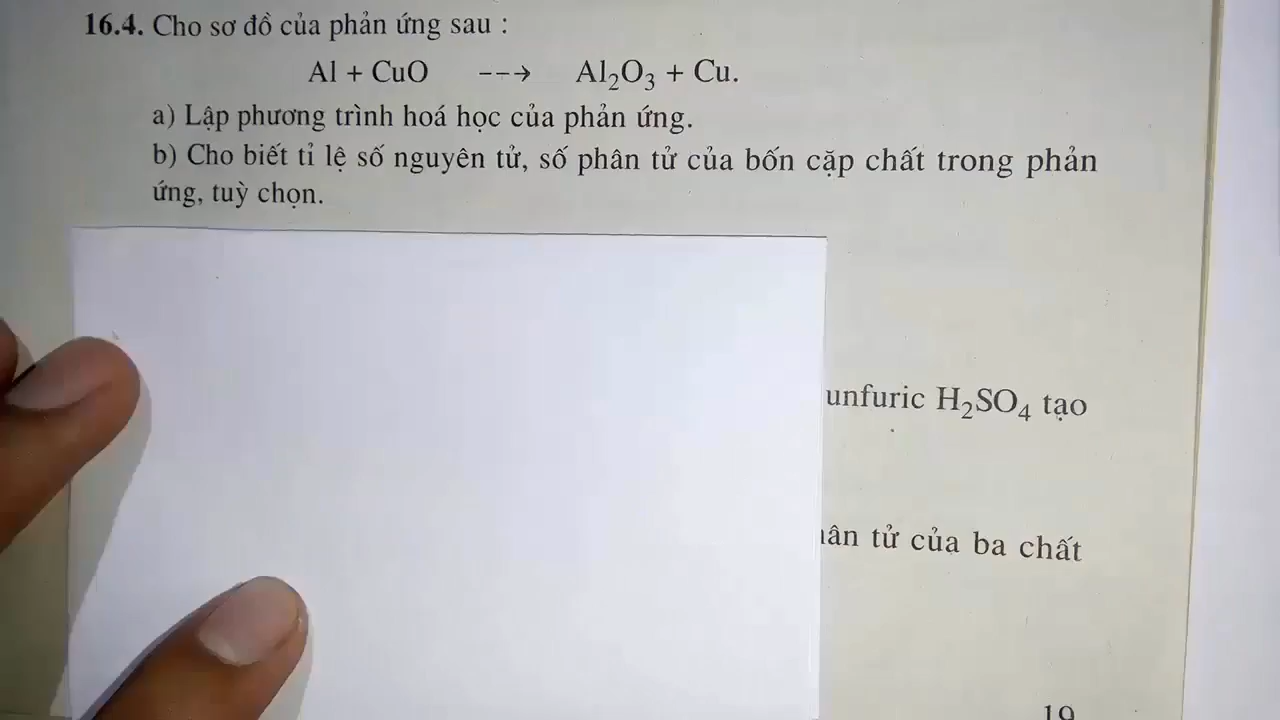 16.4. Cho sơ đồ của phản ứng sau :
Al + CuO ---→ Al₂O₃ + Cu.
a) Lập phương trình hoá học của phản ứng.
b) Cho biết tỉ lệ số nguyên tử, số phân tử của bốn cặp chất trong phản
ứng, tuỳ chọn.
unfuric H₂SO₄ tạo
tử của ba chất
19